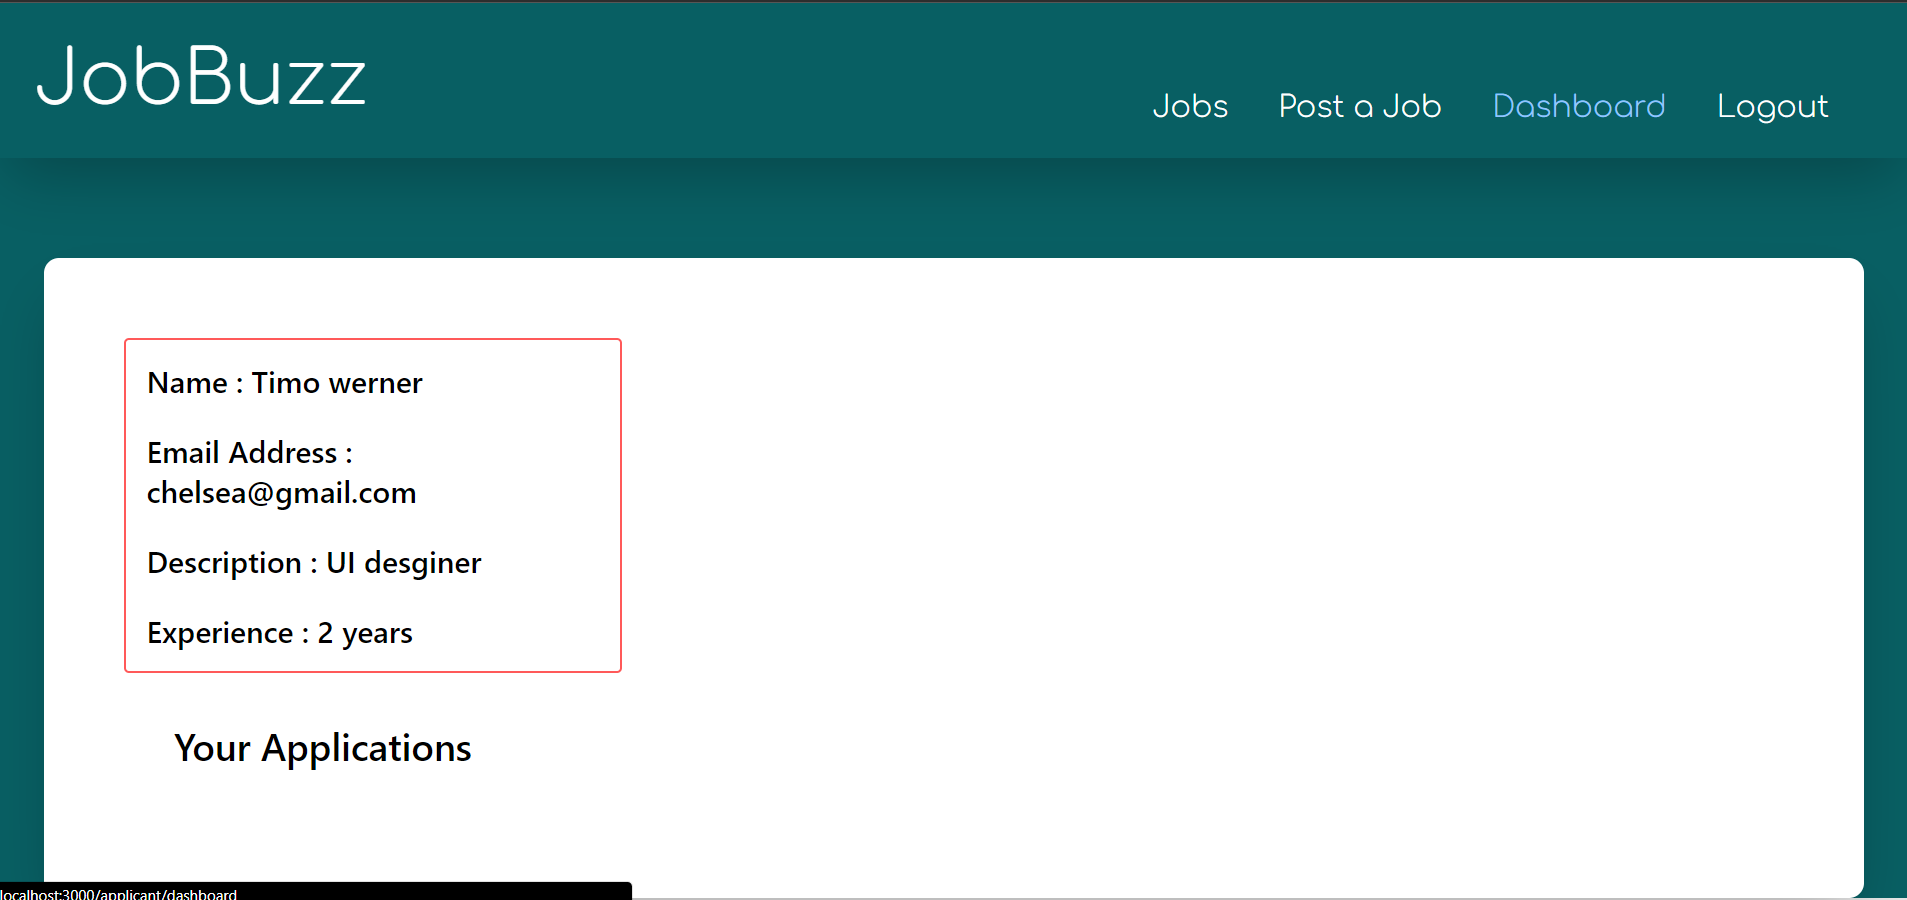 JobBuzz
Jobs Post a Job Dashboard Logout
Name : Timo werner
Email Address :
chelsea@gmail.com
Description : UI desginer
Experience : 2 years
Your Applications
localhost:3000/applicant/dashboard